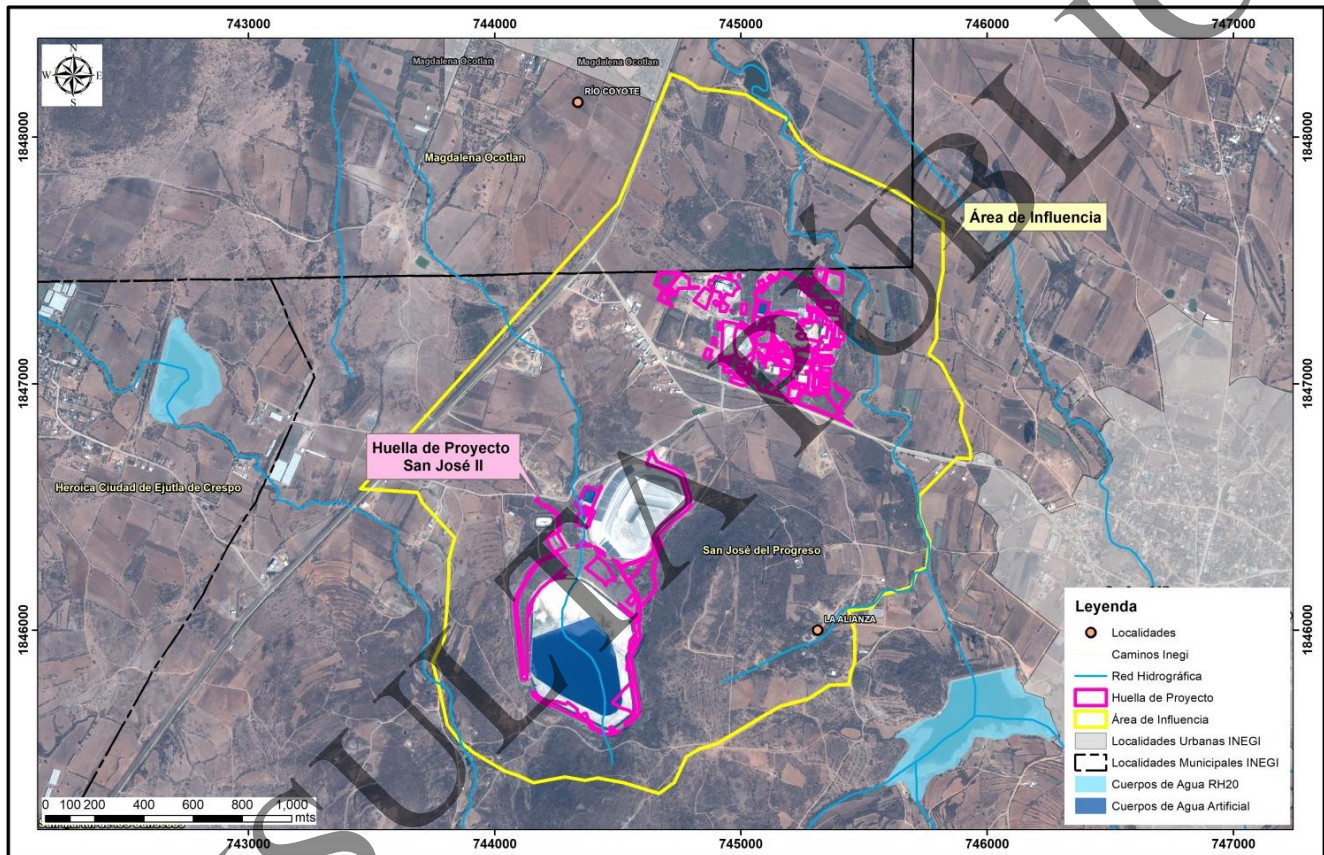 743000 744000 745000 746000 747000
N
W E
S
Magdalena Ocotlan Magdalena Ocotlan
RÍO COYOTE
1848000 1848000
Magdalena Ocotlan
Área de Influencia
1847000 1847000
Huella de Proyecto
San José II
Heroica Ciudad de Ejutla de Crespo
San José del Progreso
LA ALIANZA
1846000 1846000
Leyenda
Localidades
Caminos Inegi
Red Hidrográfica
Huella de Proyecto
Área de Influencia
Localidades Urbanas INEGI
Localidades Municipales INEGI
Cuerpos de Agua RH20
Cuerpos de Agua Artificial
0 100 200 400 600 800 1,000
mts
743000 744000 745000 746000 747000
SULTA PÚBLIC